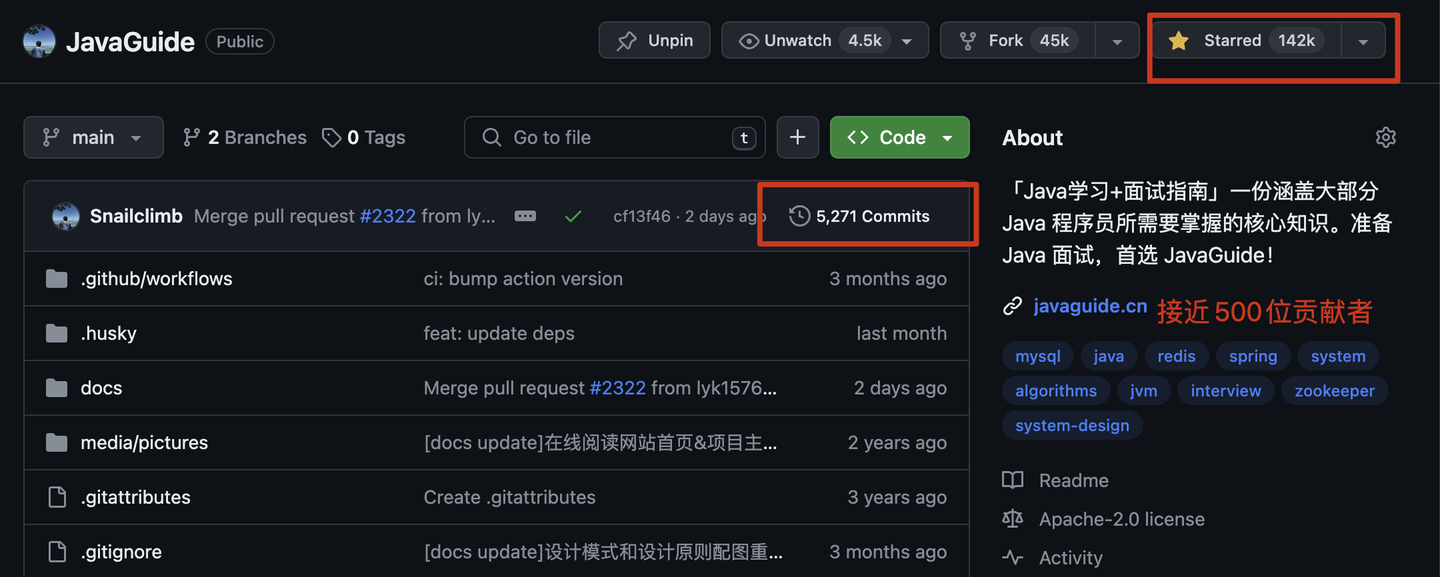 JavaGuide Public Unpin Unwatch 4.5k Fork 45k Starred 142k
main 2 Branches 0 Tags Go to file t + Code
Snailclimb Merge pull request #2322 from ly... cf13f46 · 2 days ago 5,271 Commits
.github/workflows ci: bump action version 3 months ago
.husky feat: update deps last month
docs Merge pull request #2322 from lyk1576... 2 days ago
media/pictures [docs update]在线阅读网站首页&项目主... 2 years ago
.gitattributes Create .gitattributes 3 years ago
.gitignore [docs update]设计模式和设计原则配图重... 3 months ago
About
「Java学习+面试指南」一份涵盖大部分
Java 程序员所需要掌握的核心知识。准备
Java 面试，首选 JavaGuide！
javaguide.cn 接近500位贡献者
mysql java redis spring system
algorithms jvm interview zookeeper
system-design
Readme
Apache-2.0 license
Activity